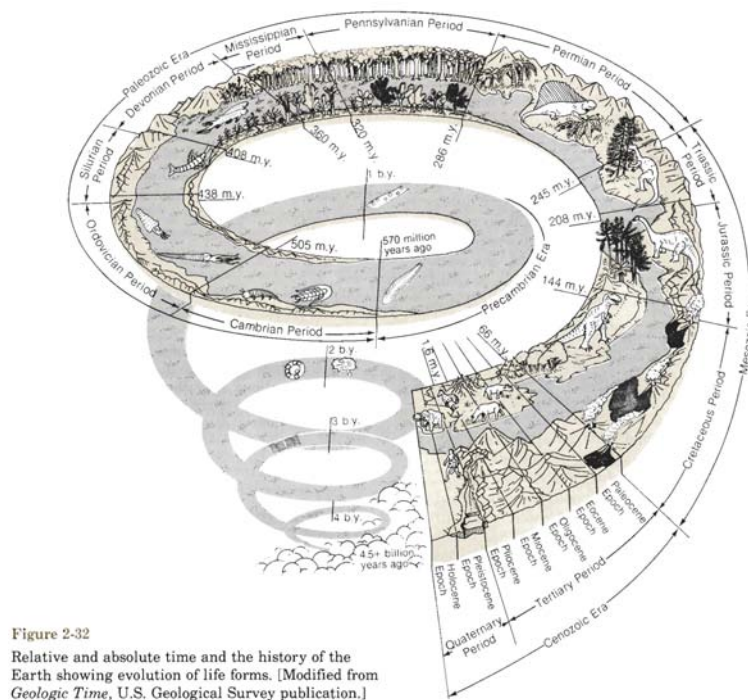 Paleozoic Era
Devonian Period
Mississippian
Period
Pennsylvanian Period
Permian Period
Silurian
Period
Triassic
Period
Ordovician Period
Jurassic Period
Cambrian Period
Precambrian Era
Cretaceous Period
408 m.y.
360 m.y.
320 m.y.
286 m.y.
438 m.y.
245 m.y.
208 m.y.
505 m.y.
144 m.y.
66 m.y.
1.6 m.y.
570 million
years ago
1 b.y.
2 b.y.
3 b.y.
4 b.y.
4.5+ billion
years ago
Paleocene
Epoch
Eocene
Epoch
Oligocene
Epoch
Miocene
Epoch
Pliocene
Epoch
Pleistocene
Epoch
Holocene
Epoch
Quaternary
Period
Tertiary Period
Cenozoic Era
Figure 2-32
Relative and absolute time and the history of the
Earth showing evolution of life forms. [Modified from
Geologic Time, U.S. Geological Survey publication.]